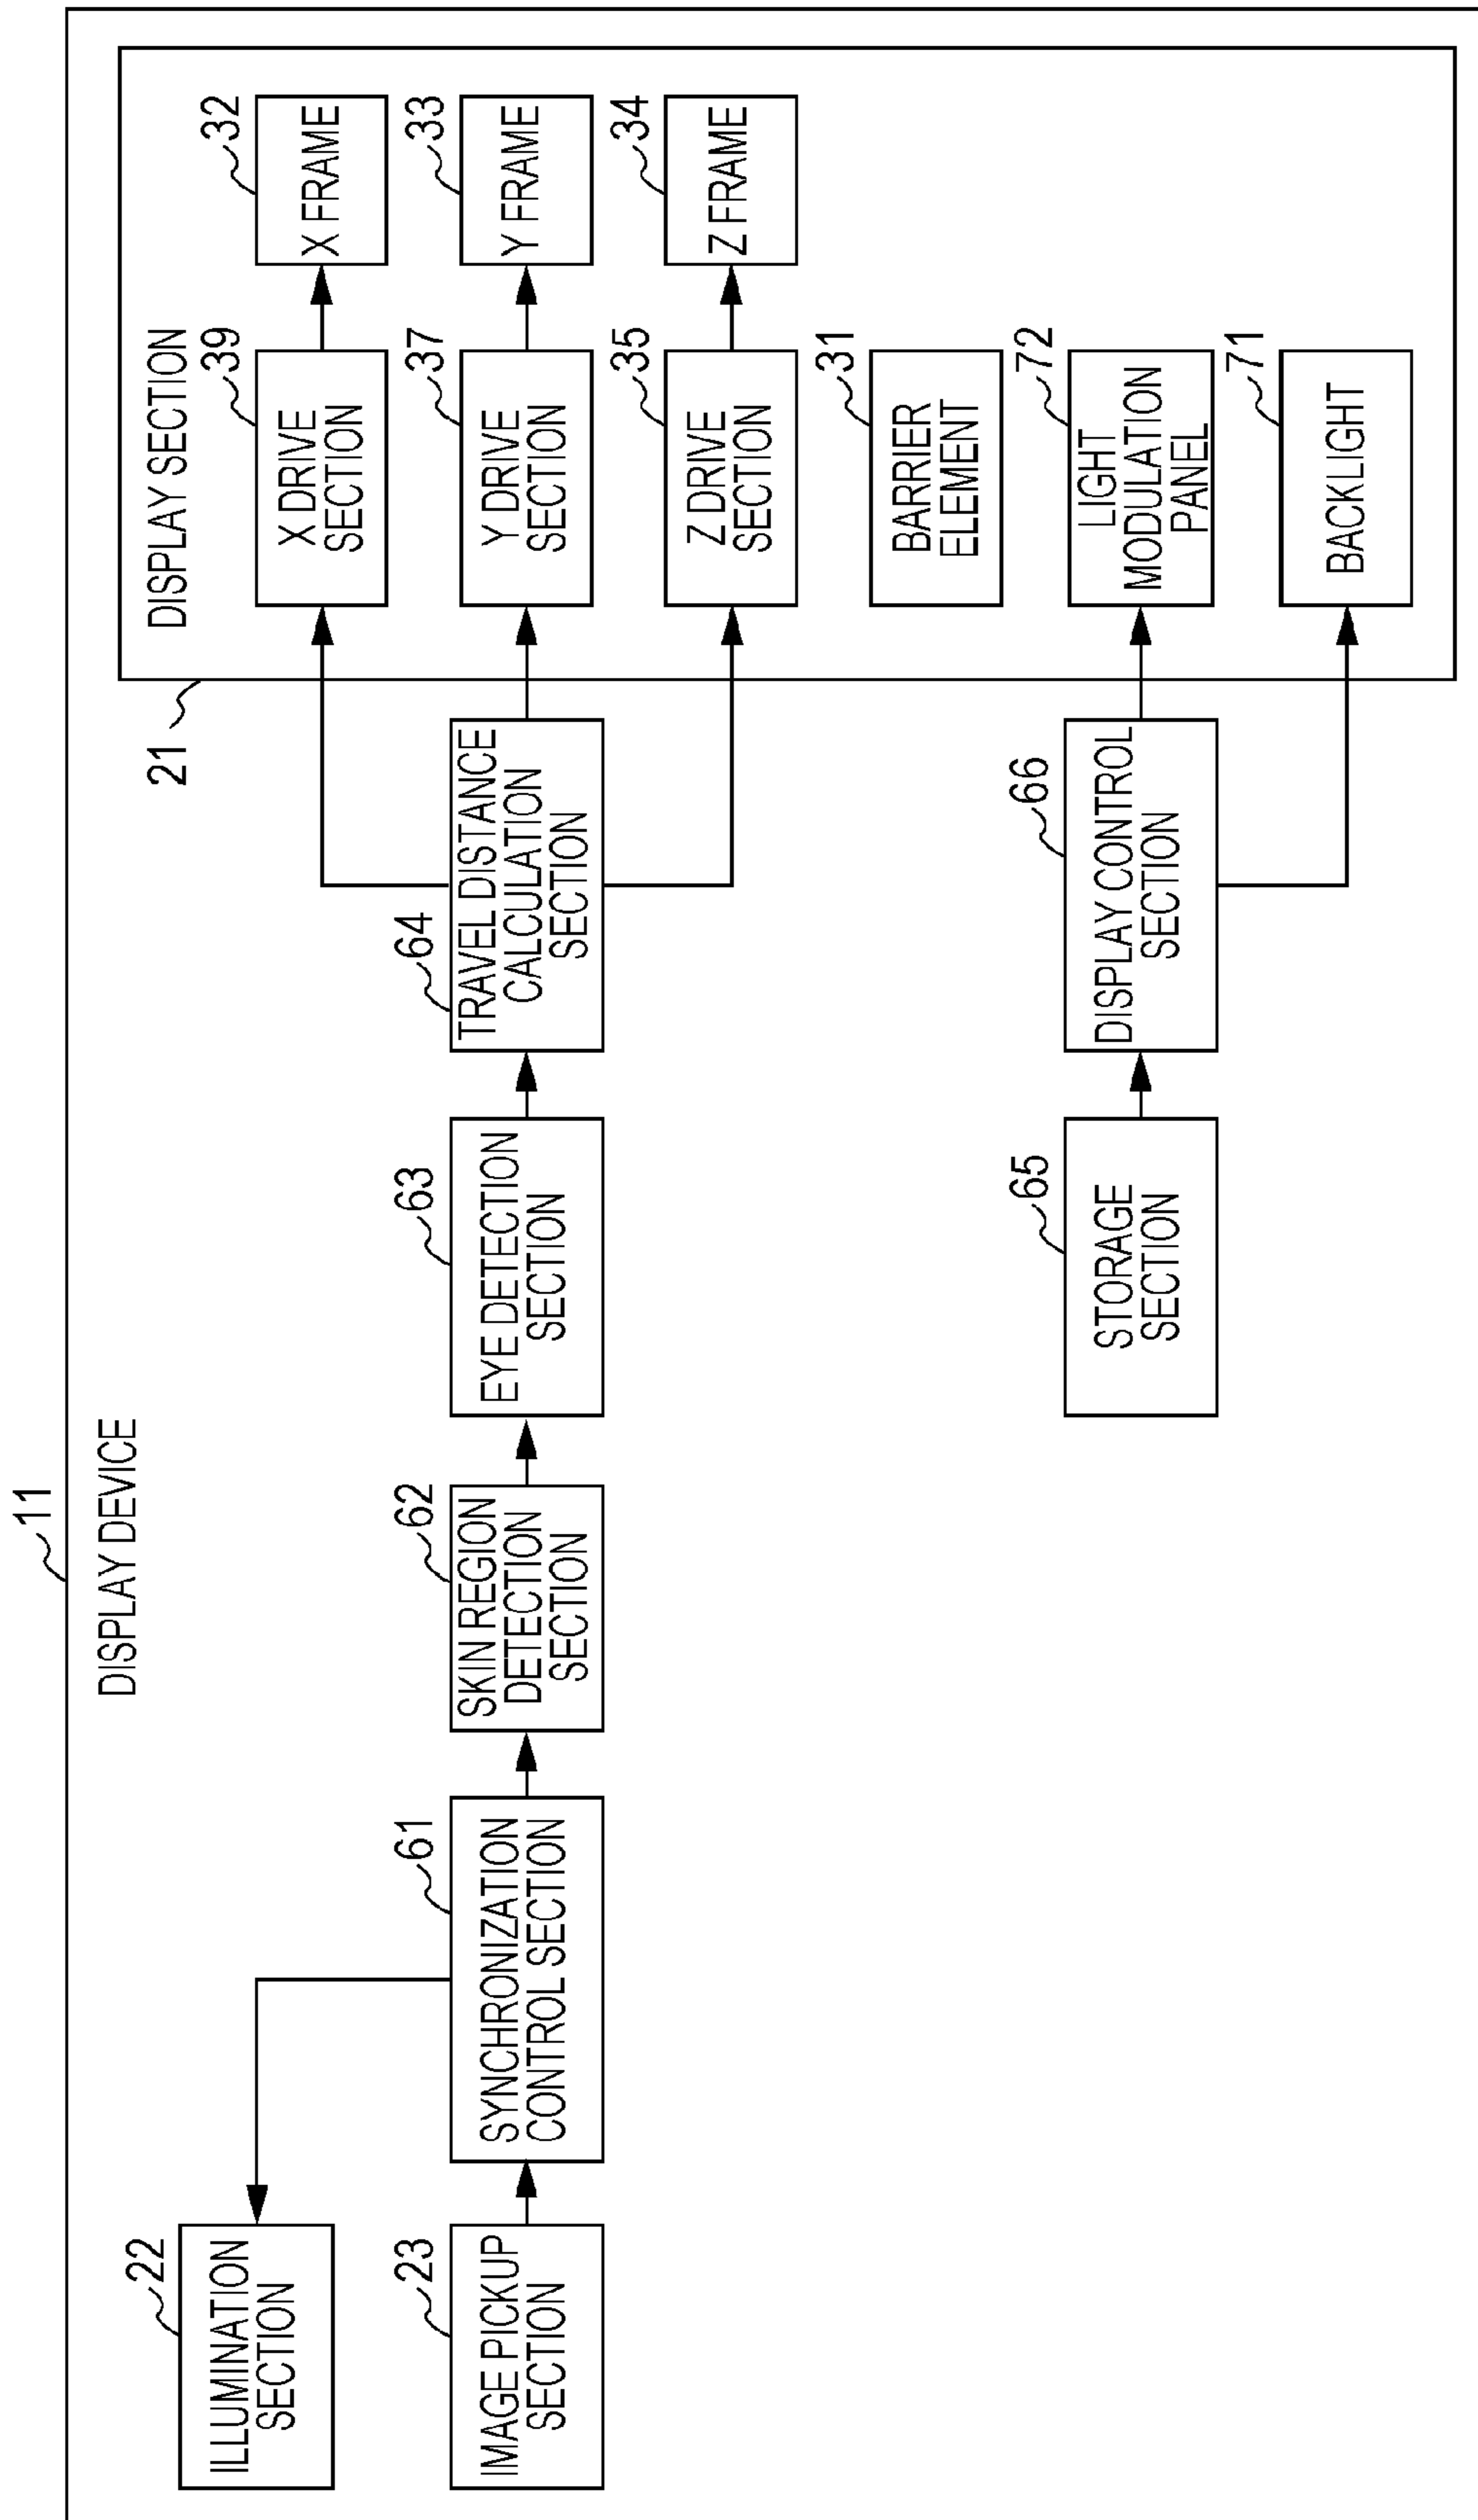 11
DISPLAY DEVICE
22
ILLUMINATION
SECTION
23
IMAGE PICKUP
SECTION
61
SYNCHRONIZATION
CONTROL SECTION
62
SKIN REGION
DETECTION
SECTION
63
EYE DETECTION
SECTION
64
TRAVEL DISTANCE
CALCULATION
SECTION
65
STORAGE
SECTION
66
DISPLAY CONTROL
SECTION
21
DISPLAY SECTION
39
X DRIVE
SECTION
32
X FRAME
37
Y DRIVE
SECTION
33
Y FRAME
35
Z DRIVE
SECTION
34
Z FRAME
31
BARRIER
ELEMENT
72
LIGHT
MODULATION
PANEL
71
BACKLIGHT